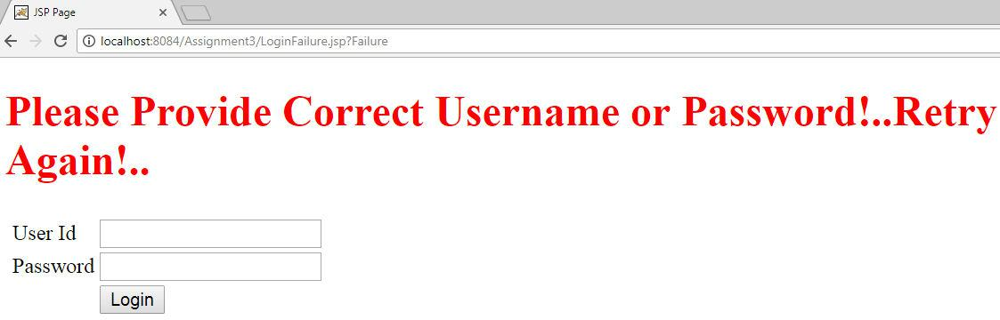 JSP Page
localhost:8084/Assignment3/LoginFailure.jsp?Failure
Please Provide Correct Username or Password!..Retry
Again!..
User Id
Password
Login